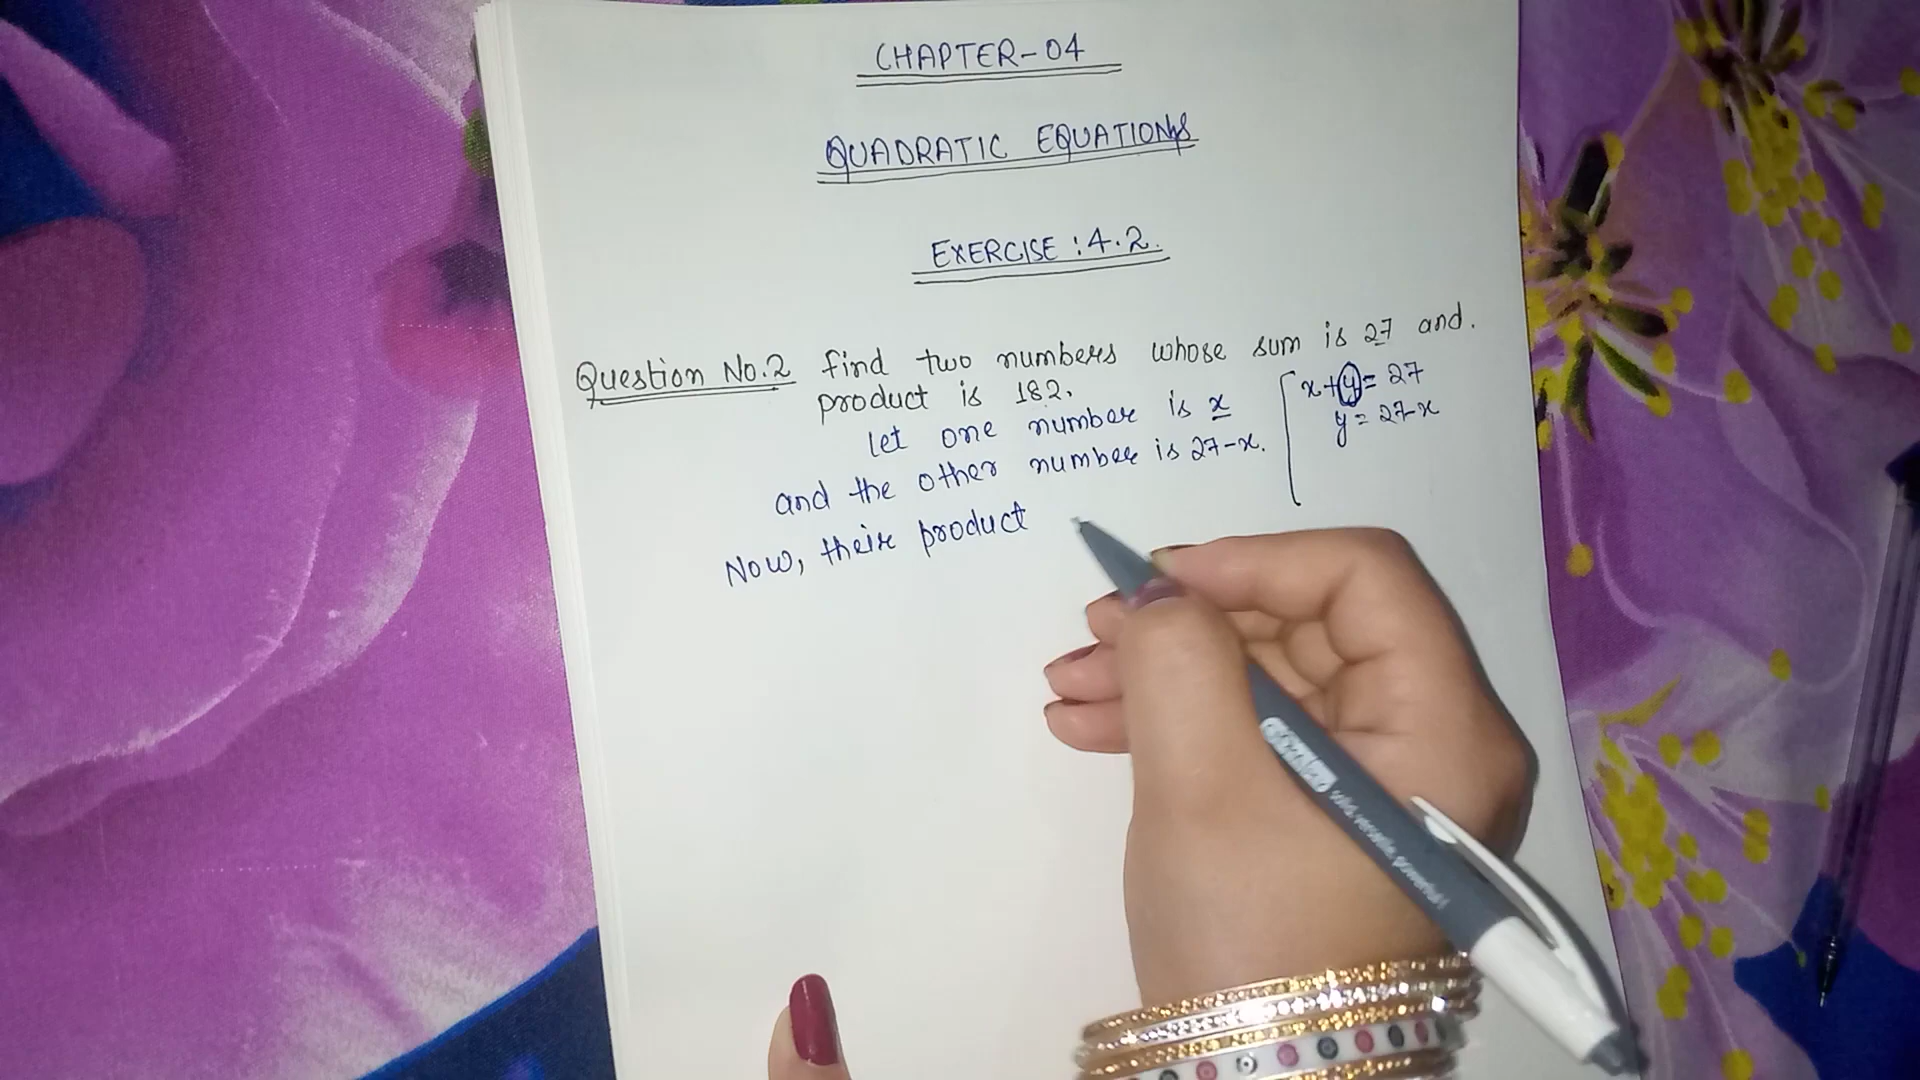 CHAPTER-04
QUADRATIC EQUATIONS
EXERCISE : 4.2.
Question No.2 find two numbers whose sum is 27 and.
product is 182.
Let one number is x
and the other number is 27-x.
x+y= 27
y= 27-x
Now, their product